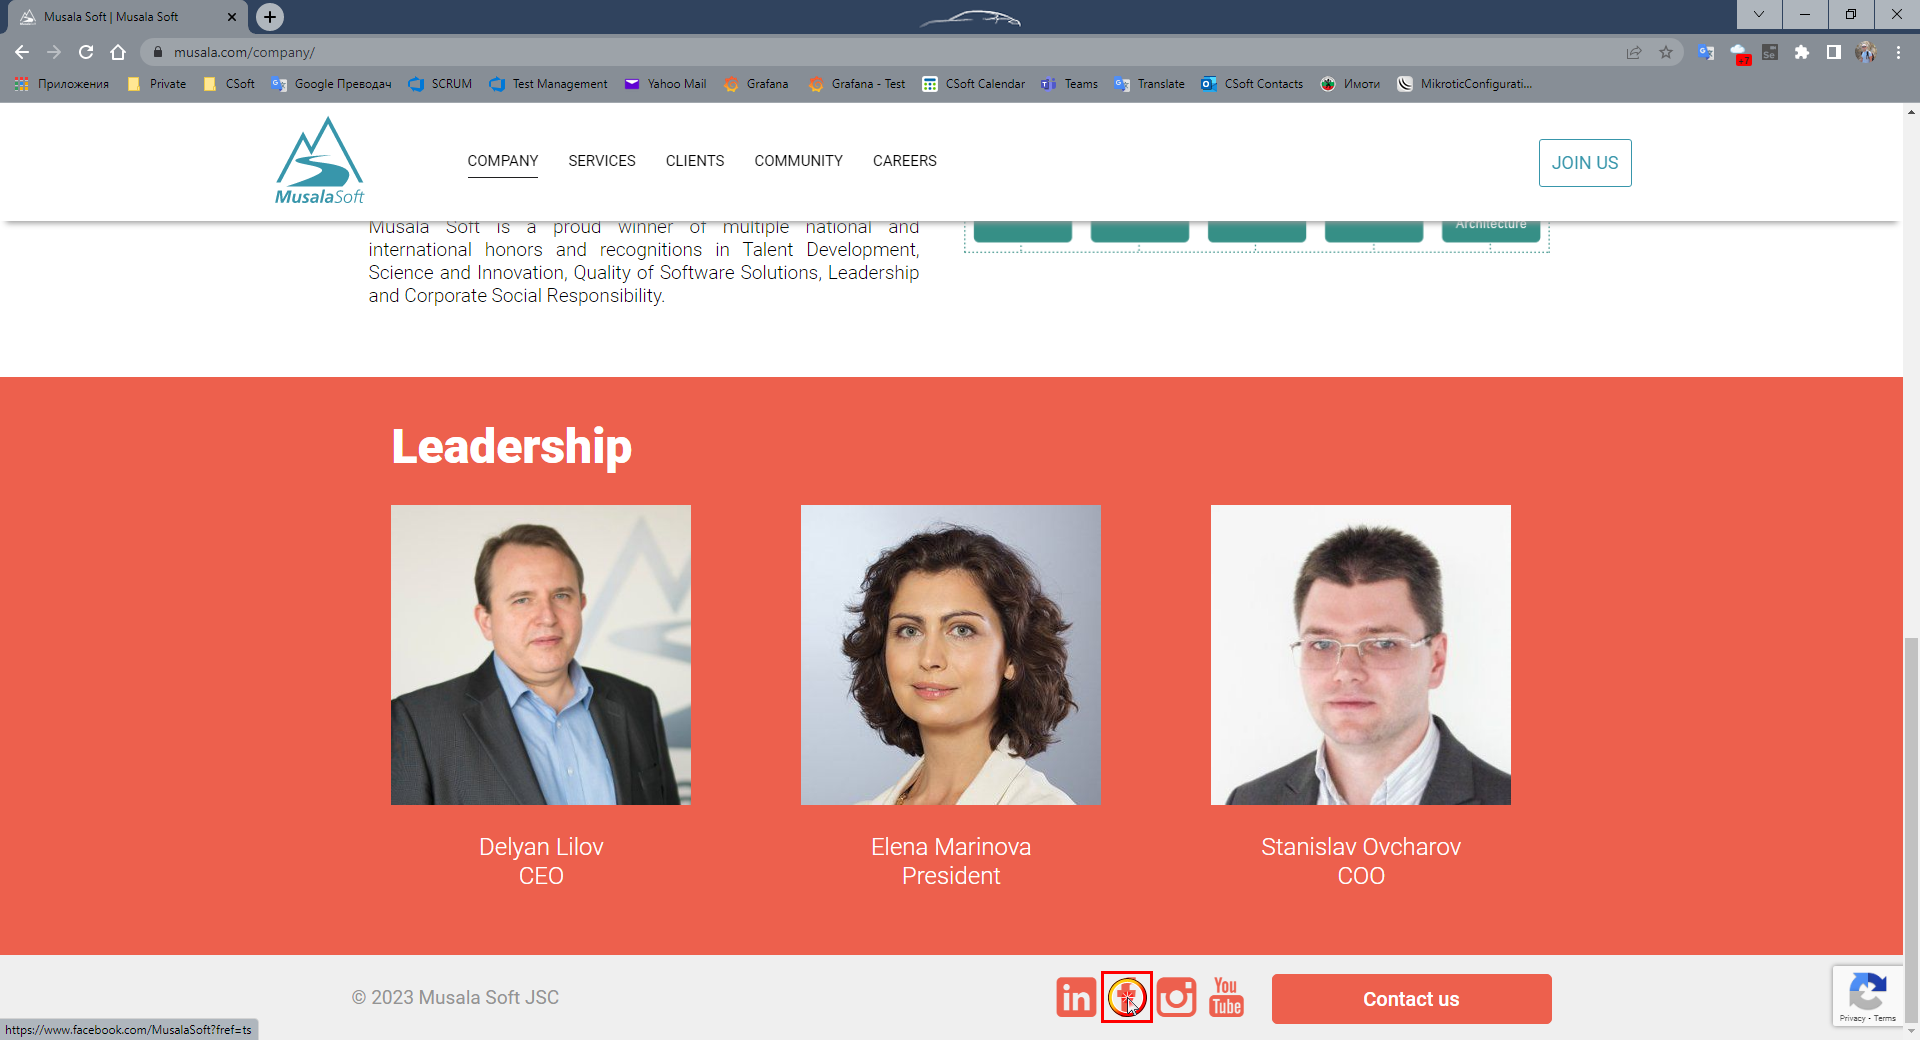 Musala Soft | Musala Soft
musala.com/company/
Приложения
Private
CSoft
Google Преводач
SCRUM
Test Management
Yahoo Mail
Grafana
Grafana - Test
CSoft Calendar
Teams
Translate
CSoft Contacts
Имоти
MikroticConfigurati...
MusalaSoft
COMPANY
SERVICES
CLIENTS
COMMUNITY
CAREERS
JOIN US
Musala Soft is a proud winner of multiple national and
international honors and recognitions in Talent Development,
Science and Innovation, Quality of Software Solutions, Leadership
and Corporate Social Responsibility.
Architecture
Leadership
Delyan Lilov
CEO
Elena Marinova
President
Stanislav Ovcharov
COO
© 2023 Musala Soft JSC
in
You
Tube
Contact us
Privacy - Terms
https://www.facebook.com/MusalaSoft?fref=ts